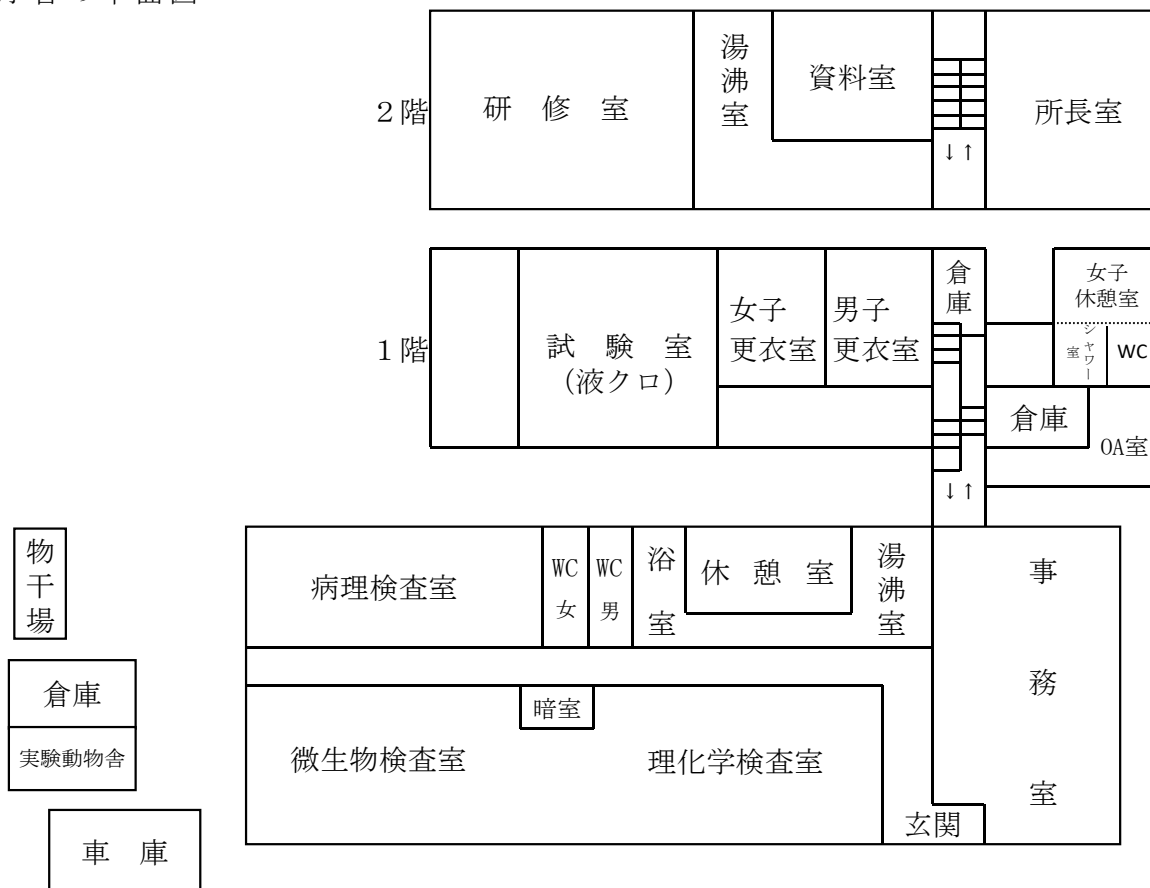 ２階
研修室
湯沸室
資料室
↓↑
所長室
１階
試験室
(液クロ)
女子
更衣室
男子
更衣室
倉庫
女子
休憩室
シャワー室
WC
倉庫
OA室
↓↑
物干場
倉庫
実験動物舎
車庫
病理検査室
WC
女
WC
男
浴室
休憩室
湯沸室
事務室
暗室
微生物検査室
理化学検査室
玄関